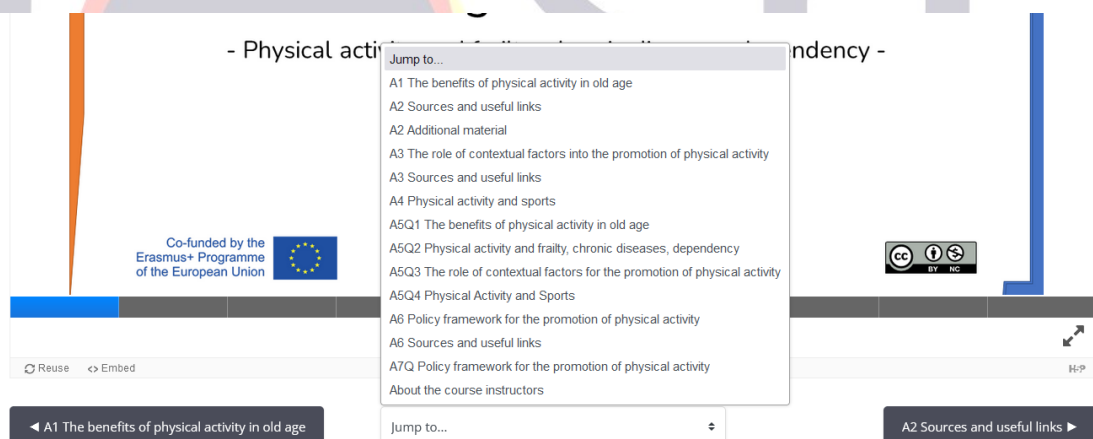 - Physical acti
ndency -
Jump to...
A1 The benefits of physical activity in old age
A2 Sources and useful links
A2 Additional material
A3 The role of contextual factors into the promotion of physical activity
A3 Sources and useful links
A4 Physical activity and sports
A5Q1 The benefits of physical activity in old age
A5Q2 Physical activity and frailty, chronic diseases, dependency
A5Q3 The role of contextual factors for the promotion of physical activity
A5Q4 Physical Activity and Sports
A6 Policy framework for the promotion of physical activity
A6 Sources and useful links
A7Q Policy framework for the promotion of physical activity
About the course instructors
Co-funded by the
Erasmus+ Programme
of the European Union
cc
BY NC
Reuse <> Embed
H-P
◄ A1 The benefits of physical activity in old age
Jump to...
A2 Sources and useful links ►